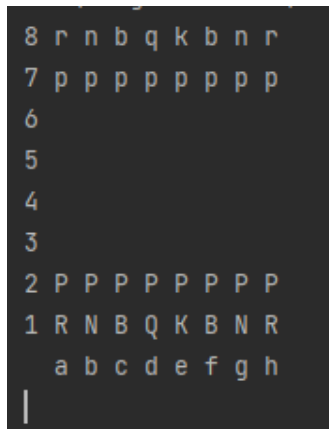 8 r n b q k b n r
7 p p p p p p p p
6
5
4
3
2 P P P P P P P P
1 R N B Q K B N R
a b c d e f g h